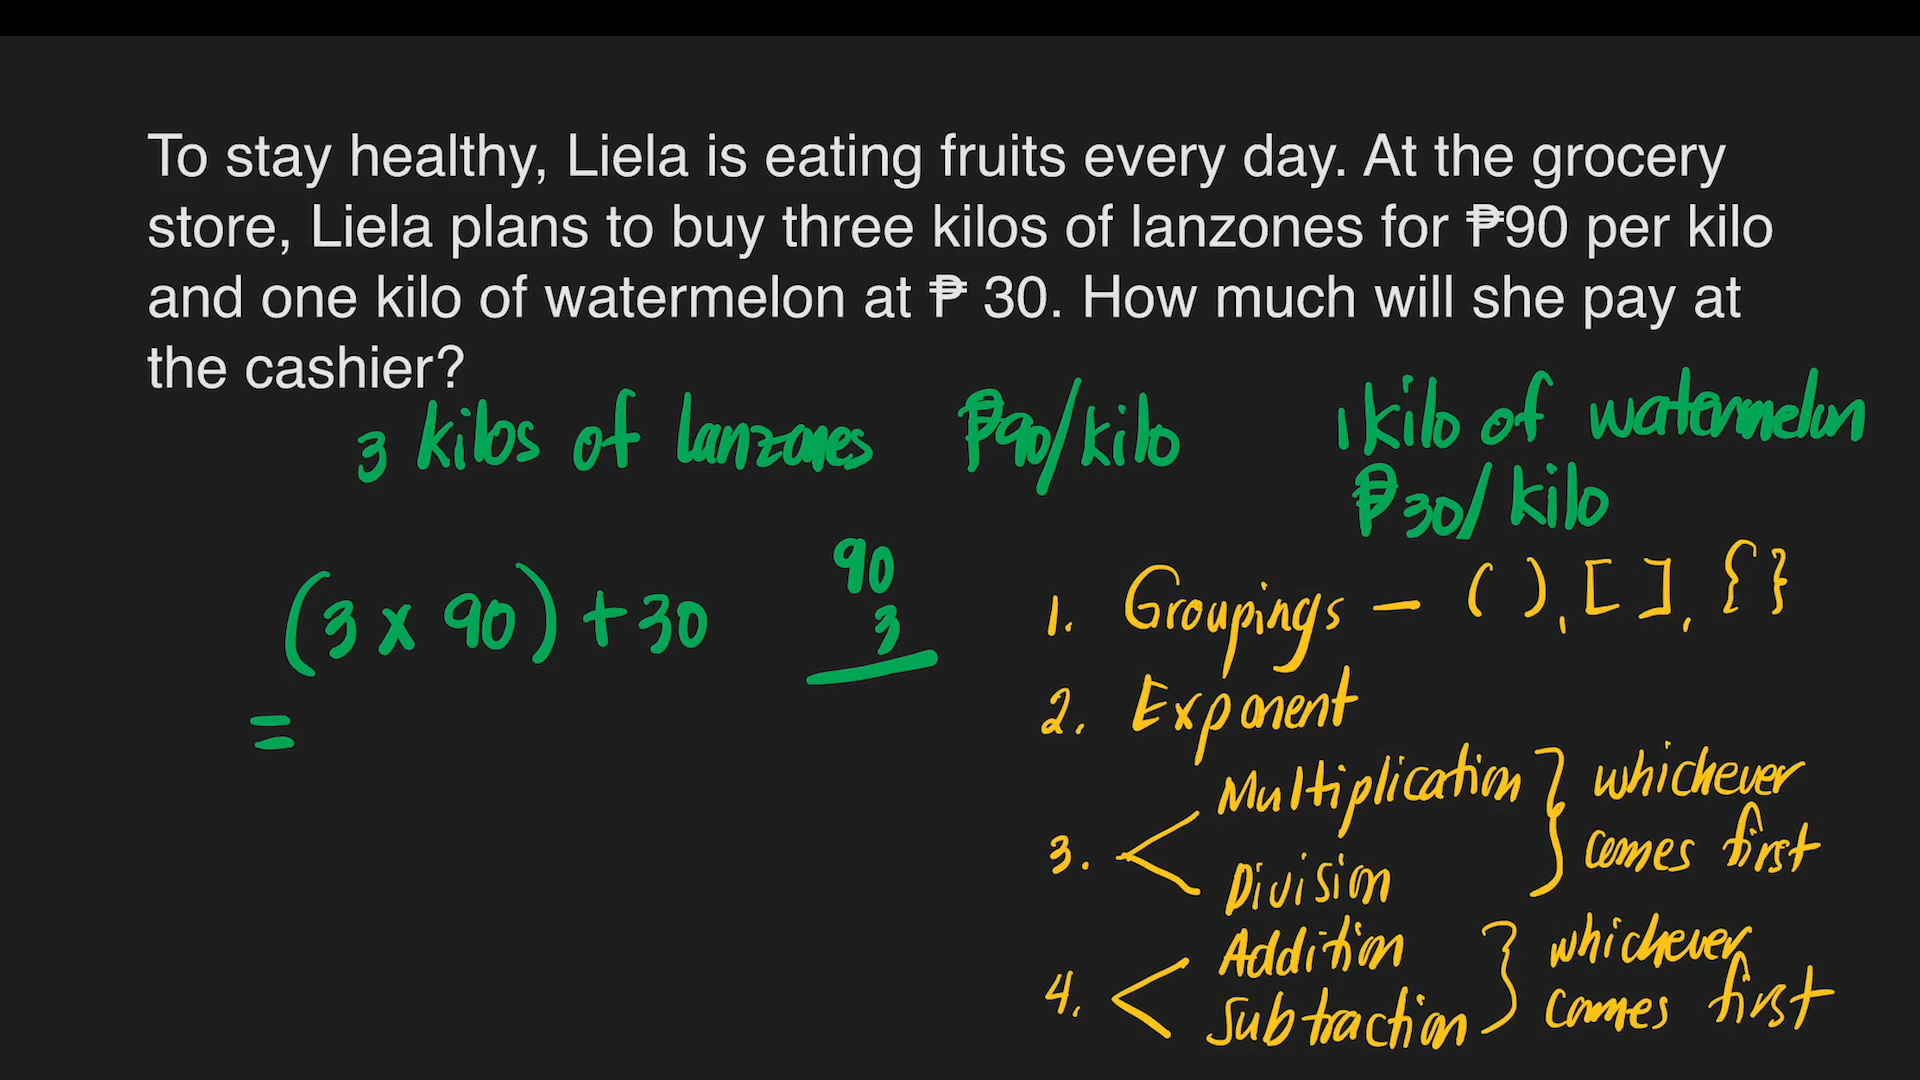 To stay healthy, Liela is eating fruits every day. At the grocery
store, Liela plans to buy three kilos of lanzones for ₱90 per kilo
and one kilo of watermelon at ₱ 30. How much will she pay at
the cashier?
3 kilos of lanzones ₱90/kilo
1 kilo of watermelon
₱30/kilo
(3 x 90) + 30
90
3
=
1. Groupings - ( ), [ ], { }
2. Exponent
3. < Multiplication
Division
} whichever
comes first
4. < Addition
Subtraction
} whichever
comes first